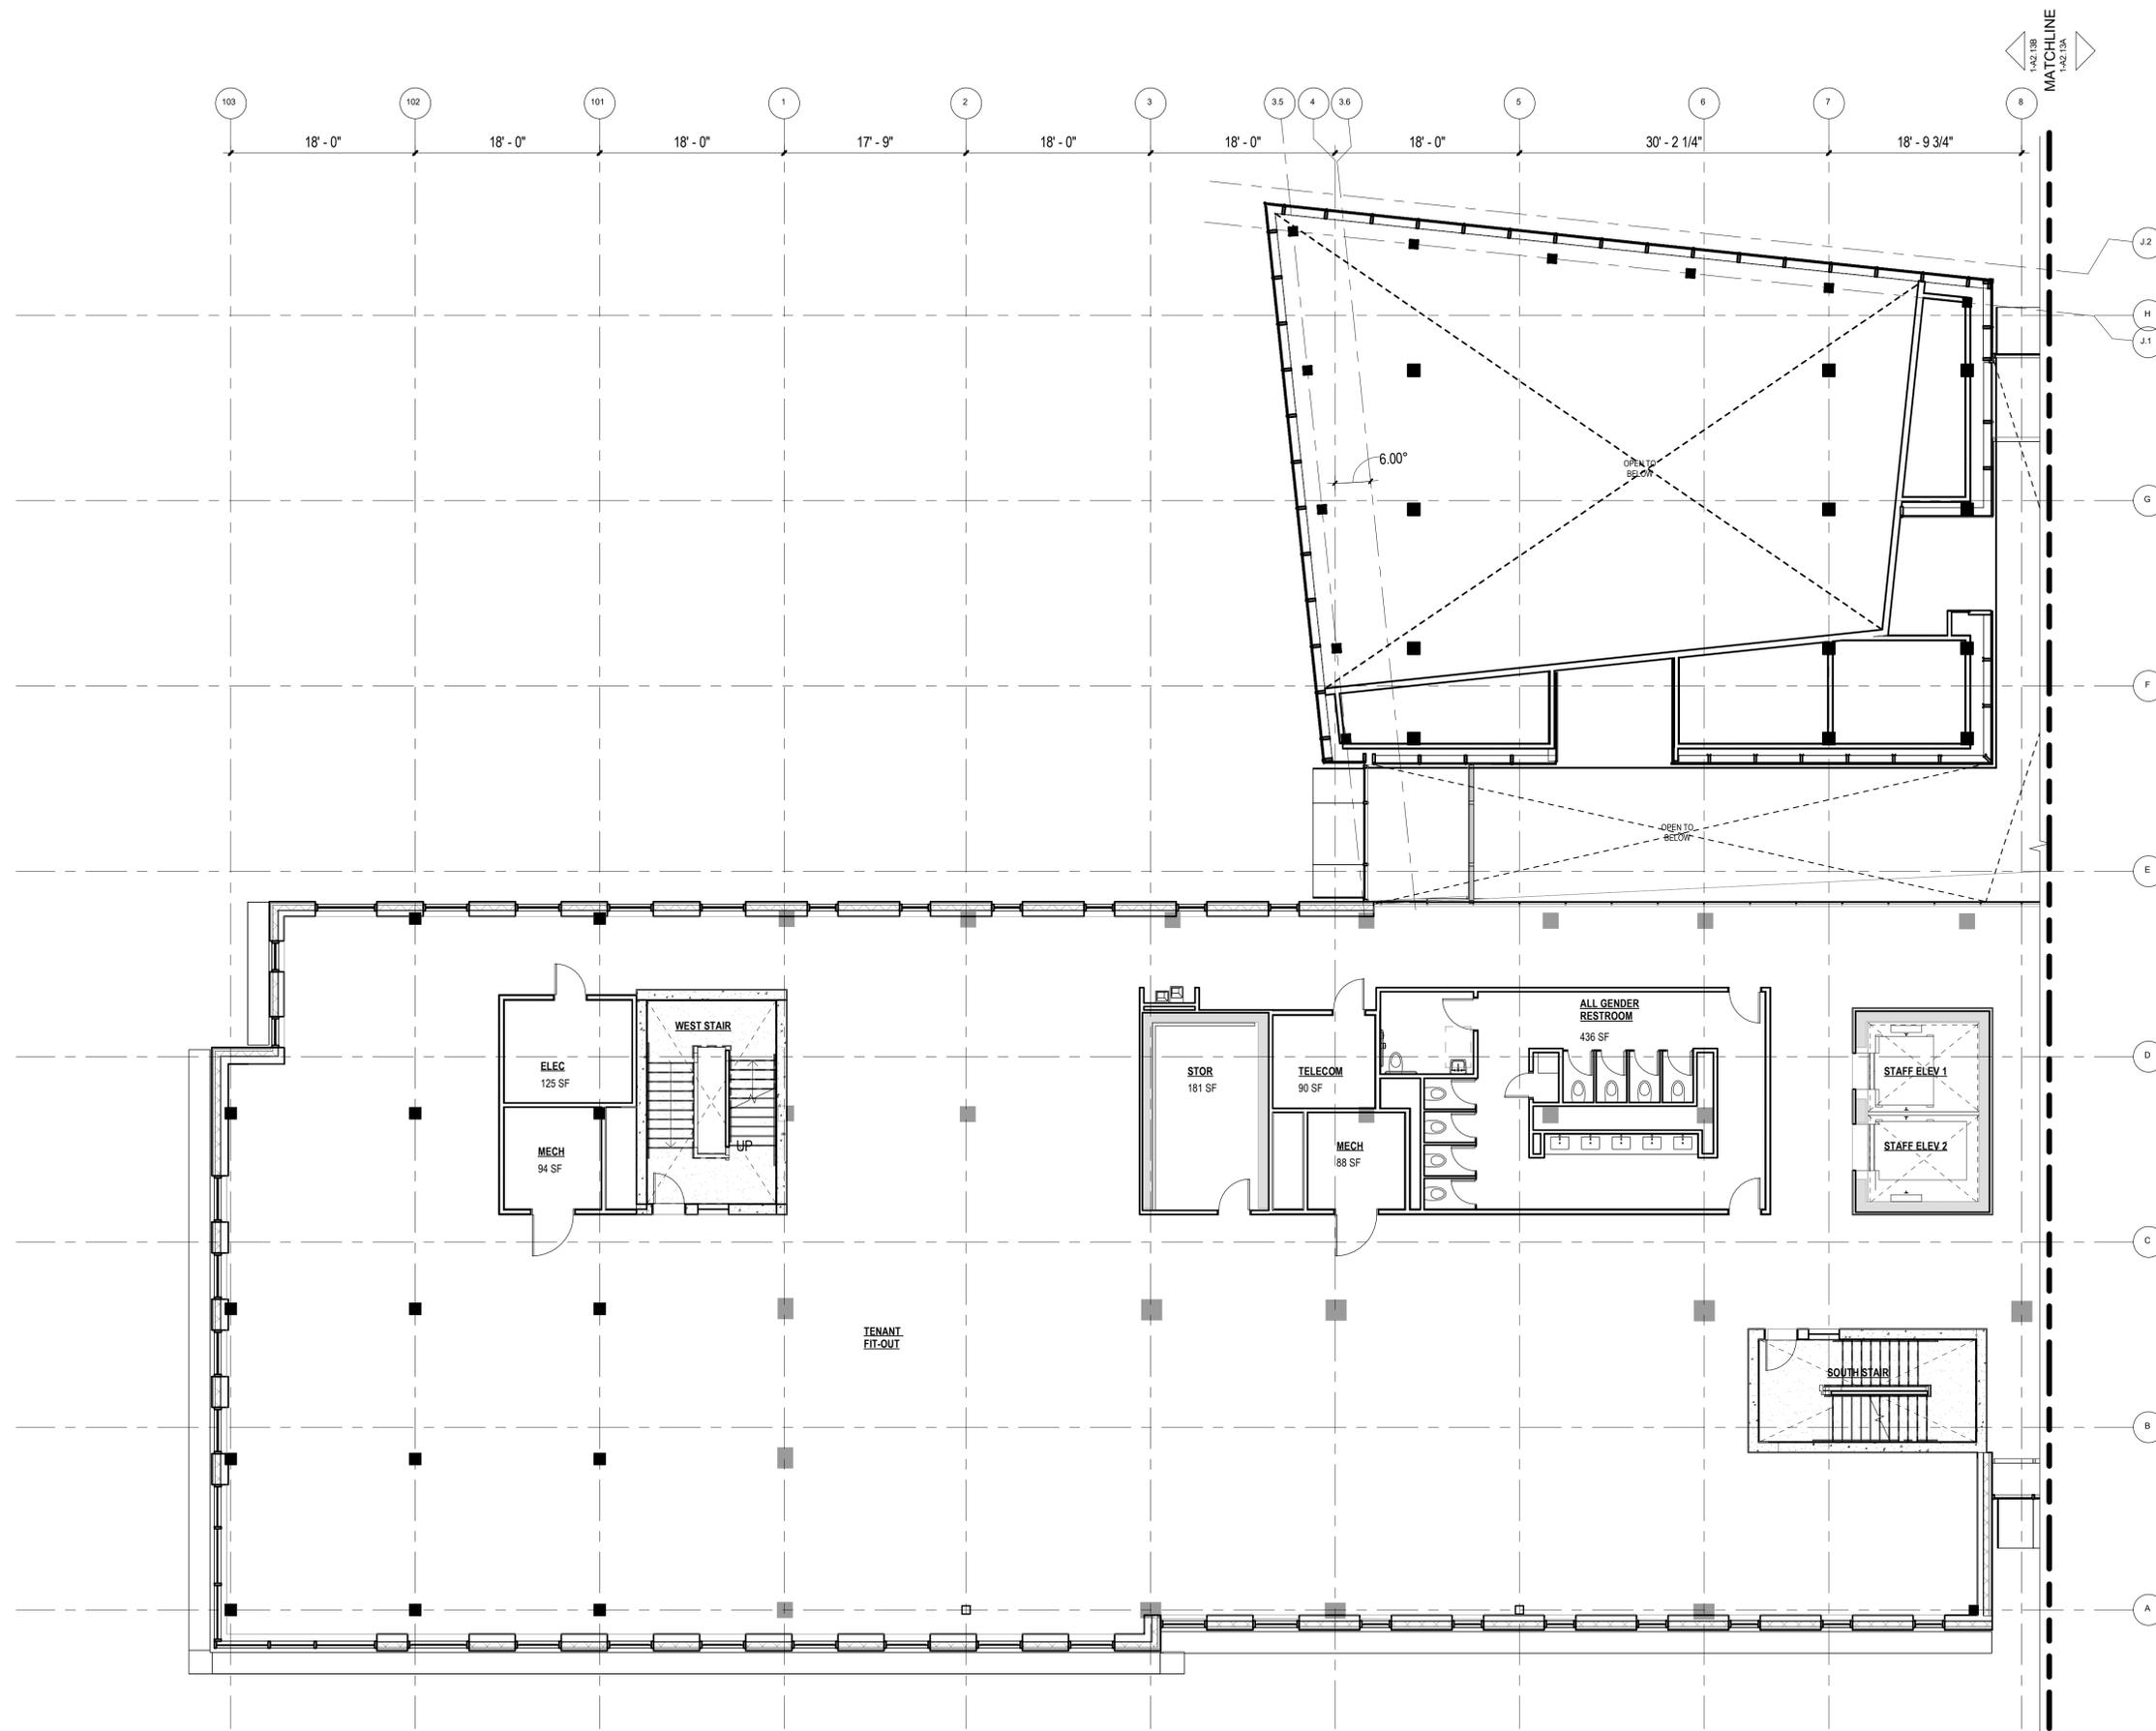 1-A2.13B
MATCHLINE
1-A2.13A
103
102
101
1
2
3
3.5
4
3.6
5
6
7
8
18' - 0"
18' - 0"
18' - 0"
17' - 9"
18' - 0"
18' - 0"
18' - 0"
30' - 2 1/4"
18' - 9 3/4"
J.2
H
J.1
6.00°
OPEN TO
BELOW
G
F
OPEN TO
BELOW
E
WEST STAIR
ALL GENDER
RESTROOM
436 SF
D
ELEC
125 SF
STOR
181 SF
TELECOM
90 SF
STAFF ELEV 1
MECH
94 SF
UP
MECH
88 SF
STAFF ELEV 2
C
TENANT
FIT-OUT
SOUTH STAIR
B
A